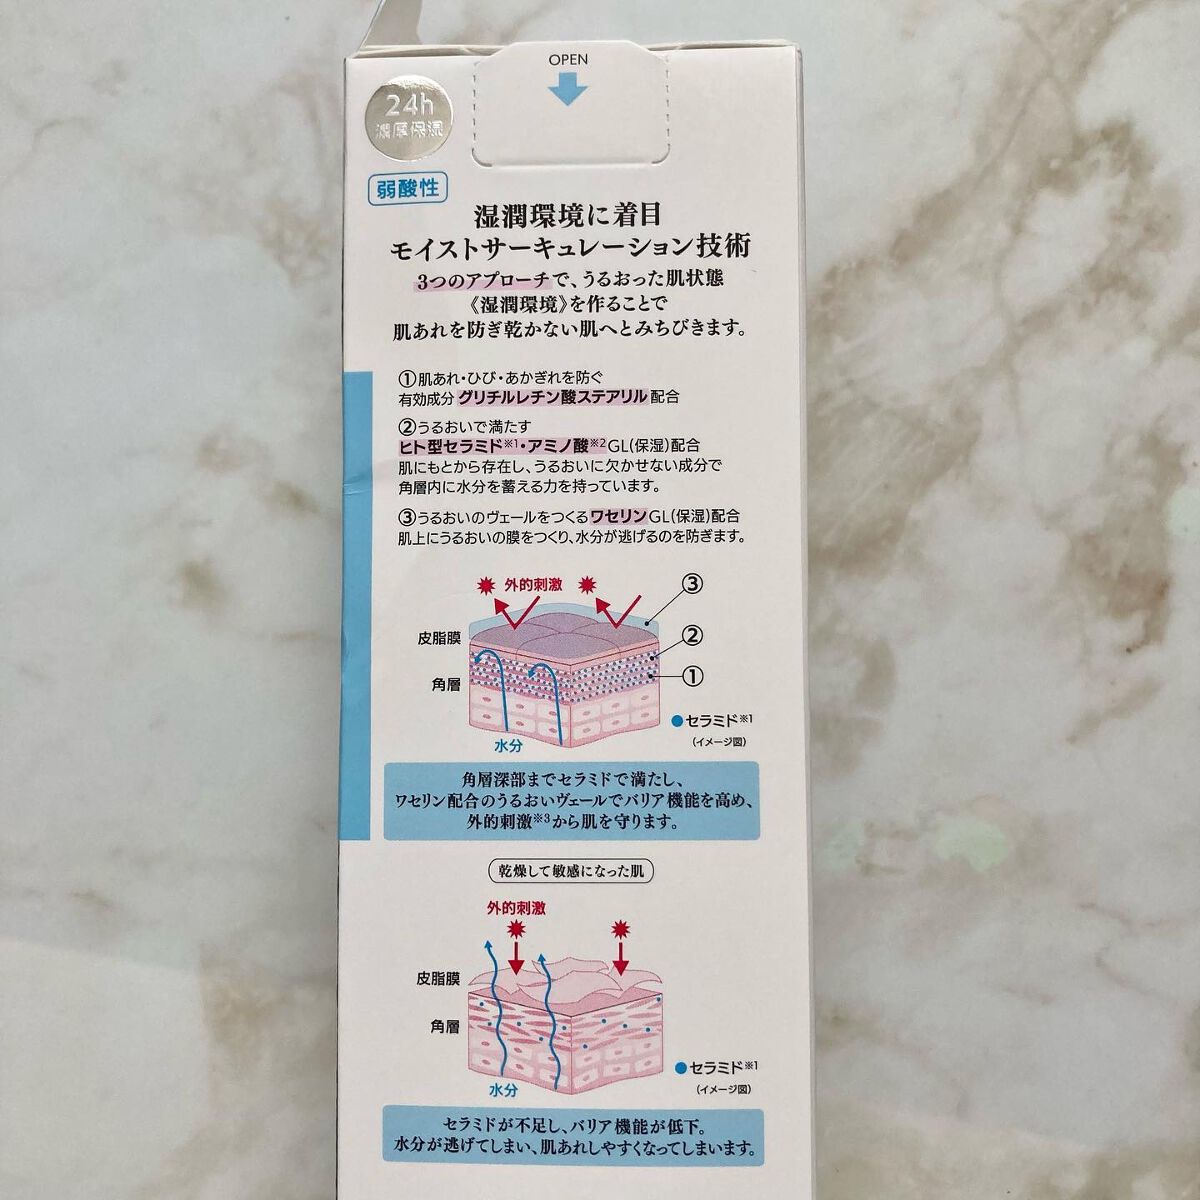 OPEN
24h
濃厚保湿
弱酸性
湿潤環境に着目
モイストサーキュレーション技術
3つのアプローチで、うるおった肌状態
《湿潤環境》を作ることで
肌あれを防ぎ乾かない肌へとみちびきます。
①肌あれ・ひび・あかぎれを防ぐ
有効成分 グリチルレチン酸ステアリル 配合
②うるおいで満たす
ヒト型セラミド※1・アミノ酸※2 GL(保湿)配合
肌にもとから存在し、うるおいに欠かせない成分で
角層内に水分を蓄える力を持っています。
③うるおいのヴェールをつくる ワセリン GL(保湿)配合
肌上にうるおいの膜をつくり、水分が逃げるのを防ぎます。
外的刺激
③
皮脂膜
②
①
角層
セラミド※1
水分
(イメージ図)
角層深部までセラミドで満たし、
ワセリン配合のうるおいヴェールでバリア機能を高め、
外的刺激※3から肌を守ります。
乾燥して敏感になった肌
外的刺激
皮脂膜
角層
セラミド※1
水分
(イメージ図)
セラミドが不足し、バリア機能が低下。
水分が逃げてしまい、肌あれしやすくなってしまいます。